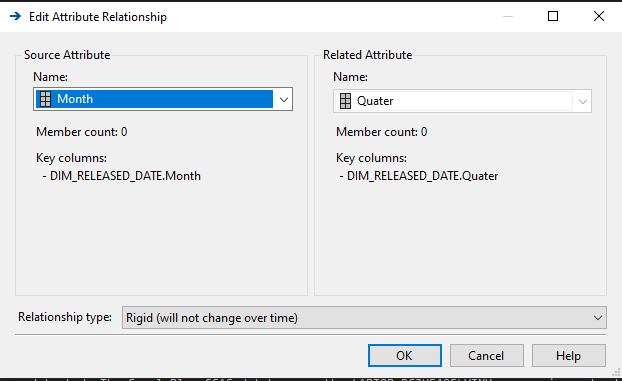 Edit Attribute Relationship
Source Attribute
Name:
Month
Member count: 0
Key columns:
- DIM_RELEASED_DATE.Month
Related Attribute
Name:
Quater
Member count: 0
Key columns:
- DIM_RELEASED_DATE.Quater
Relationship type:
Rigid (will not change over time)
OK
Cancel
Help